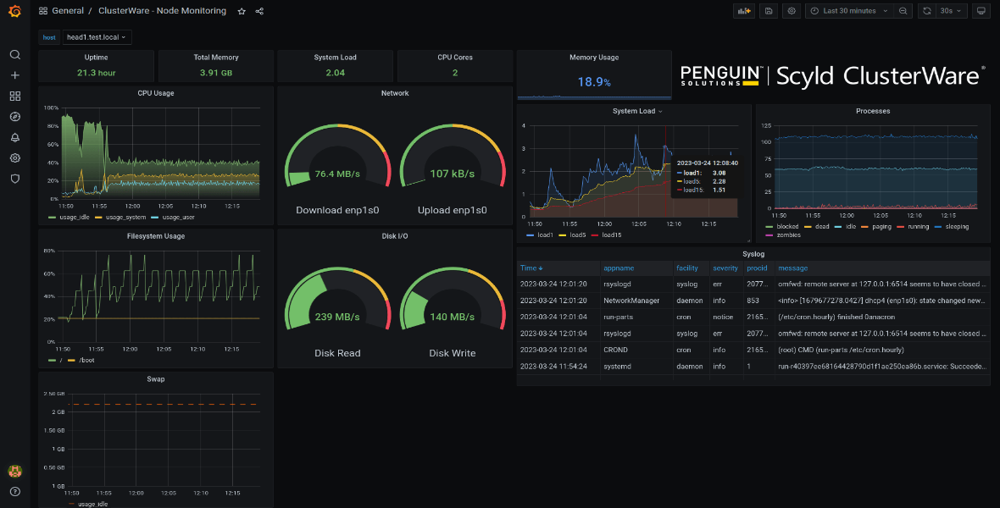 General / ClusterWare - Node Monitoring
Last 30 minutes
30s
host head1.test.local
Uptime
21.3 hour
Total Memory
3.91 GB
System Load
2.04
CPU Cores
2
Memory Usage
18.9%
PENGUIN SOLUTIONS | Scyld ClusterWare®
CPU Usage
100%
80%
60%
40%
20%
0%
11:50 11:55 12:00 12:05 12:10 12:15
usage_idle usage_system usage_user
Network
76.4 MB/s
107 kB/s
Download enp1s0
Upload enp1s0
System Load
4
3
2
1
0
2023-03-24 12:08:40
load1: 3.08
load5: 2.28
load15: 1.51
11:50 11:55 12:00 12:05 12:10 12:15
load1 load5 load15
Processes
125
100
75
50
25
0
11:50 11:55 12:00 12:05 12:10 12:15
blocked dead idle paging running sleeping
zombies
Filesystem Usage
80%
60%
40%
20%
0%
11:50 11:55 12:00 12:05 12:10 12:15
/ /boot
Disk I/O
239 MB/s
140 MB/s
Disk Read
Disk Write
Syslog
Time appname facility severity procid message
2023-03-24 12:01:20 rsyslogd syslog err 2077... omfwd: remote server at 127.0.0.1:6514 seems to have closed ...
2023-03-24 12:01:20 NetworkManager daemon info 853 <info> [1679677278.0427] dhcp4 (enp1s0): state changed new...
2023-03-24 12:01:04 run-parts cron notice 2165... (/etc/cron.hourly) finished 0anacron
2023-03-24 12:01:04 rsyslogd syslog err 2077... omfwd: remote server at 127.0.0.1:6514 seems to have closed ...
2023-03-24 12:01:04 CROND cron info 2165... (root) CMD (run-parts /etc/cron.hourly)
2023-03-24 11:54:24 systemd daemon info 1 run-r40397ee68164428790d1f1ae250ea86b.service: Succeede...
Swap
2.50 GB
2 GB
1.50 GB
1 GB
0.50 GB
1 GB
11:50 11:55 12:00 12:05 12:10 12:15
usage_idle